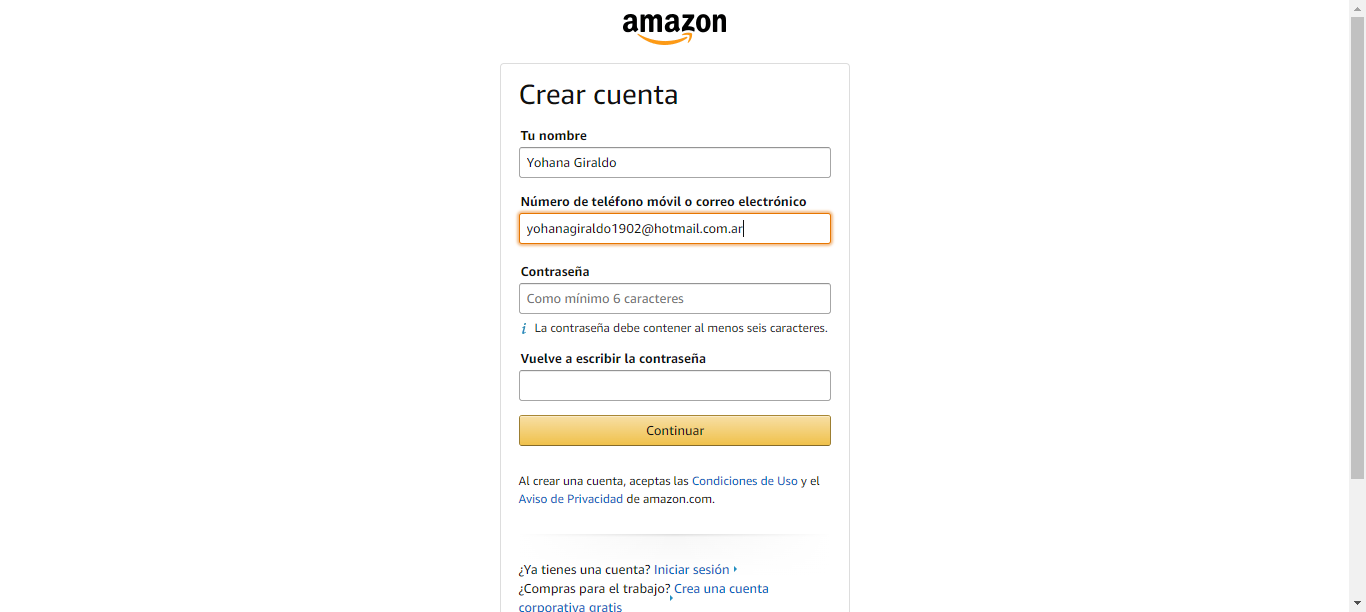 amazon
Crear cuenta
Tu nombre
Yohana Giraldo
Número de teléfono móvil o correo electrónico
yohanagiraldo1902@hotmail.com.ar
Contraseña
Como mínimo 6 caracteres
i La contraseña debe contener al menos seis caracteres.
Vuelve a escribir la contraseña
Continuar
Al crear una cuenta, aceptas las Condiciones de Uso y el
Aviso de Privacidad de amazon.com.
¿Ya tienes una cuenta? Iniciar sesión
¿Compras para el trabajo? Crea una cuenta
corporativa gratis